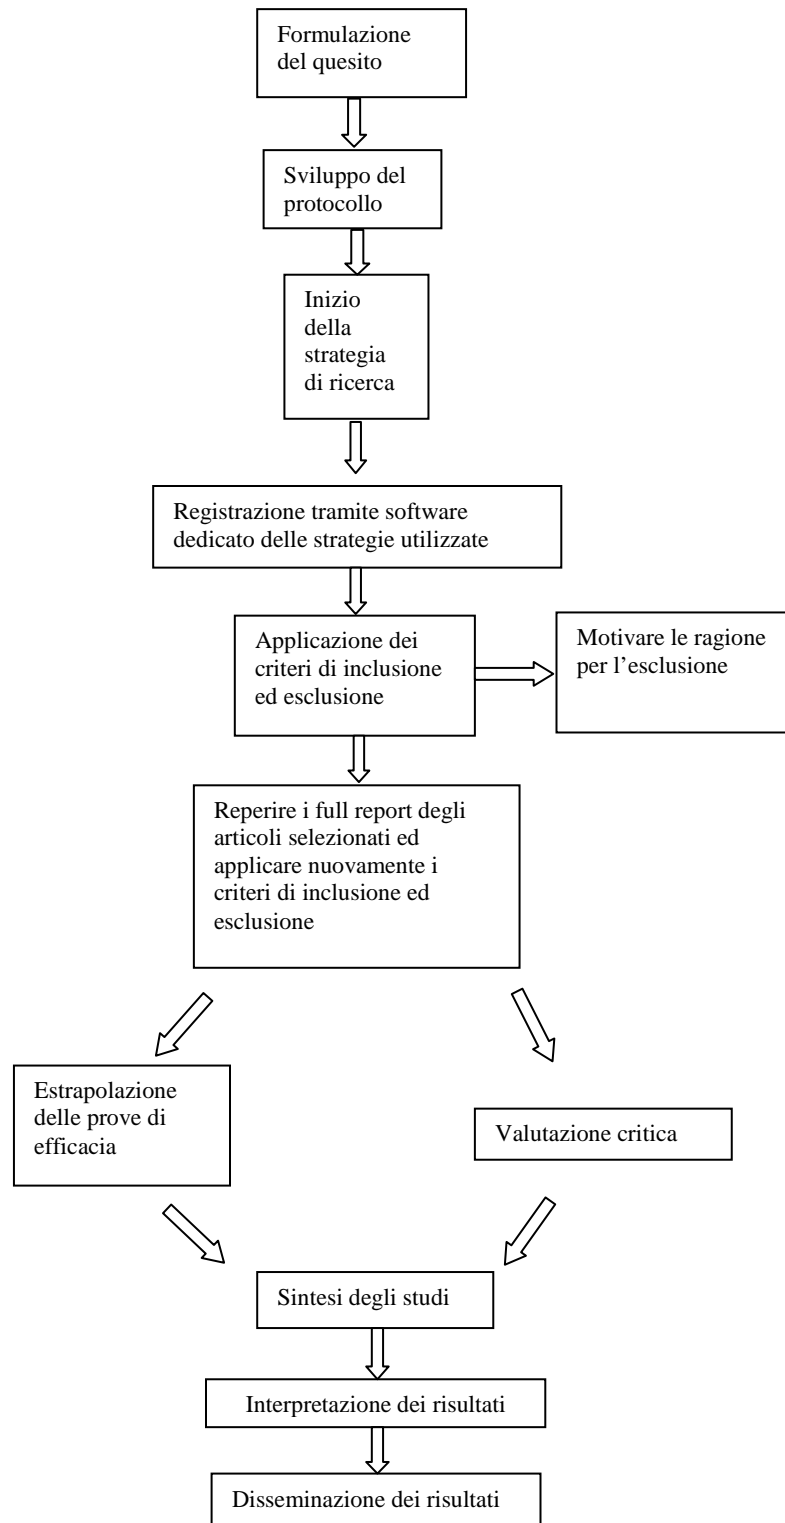 Formulazione
del quesito
Sviluppo del
protocollo
Inizio
della
strategia
di ricerca
Registrazione tramite software
dedicato delle strategie utilizzate
Applicazione dei
criteri di inclusione
ed esclusione
Motivare le ragione
per l’esclusione
Reperire i full report degli
articoli selezionati ed
applicare nuovamente i
criteri di inclusione ed
esclusione
Estrapolazione
delle prove di
efficacia
Valutazione critica
Sintesi degli studi
Interpretazione dei risultati
Disseminazione dei risultati